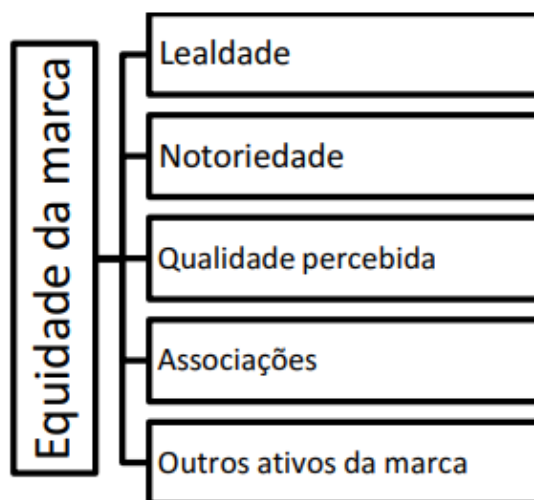 Equidade da marca
Lealdade
Notoriedade
Qualidade percebida
Associações
Outros ativos da marca